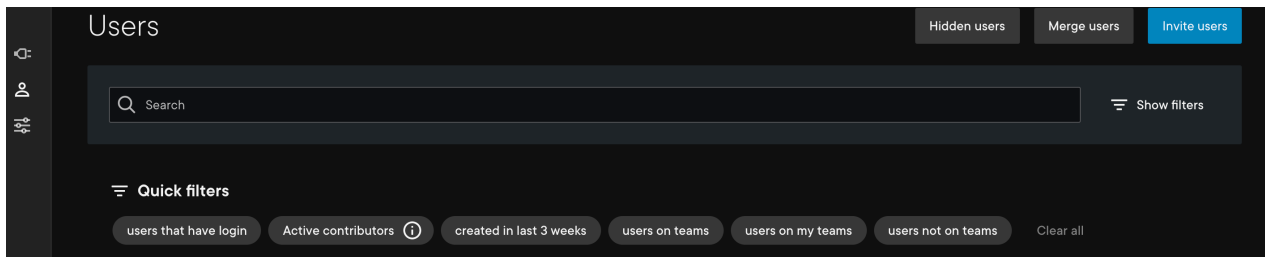 Users
Hidden users
Merge users
Invite users
Search
Show filters
Quick filters
users that have login
Active contributors
created in last 3 weeks
users on teams
users on my teams
users not on teams
Clear all